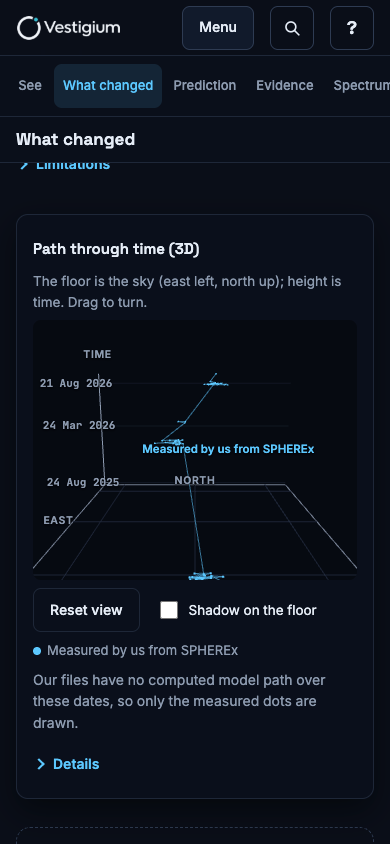 Vestigium
Menu
?
See
What changed
Prediction
Evidence
Spectrum
What changed
Limitations
Path through time (3D)
The floor is the sky (east left, north up); height is
time. Drag to turn.
TIME
21 Aug 2026
24 Mar 2026
Measured by us from SPHEREx
24 Aug 2025
NORTH
EAST
Reset view
Shadow on the floor
Measured by us from SPHEREx
Our files have no computed model path over
these dates, so only the measured dots are
drawn.
Details